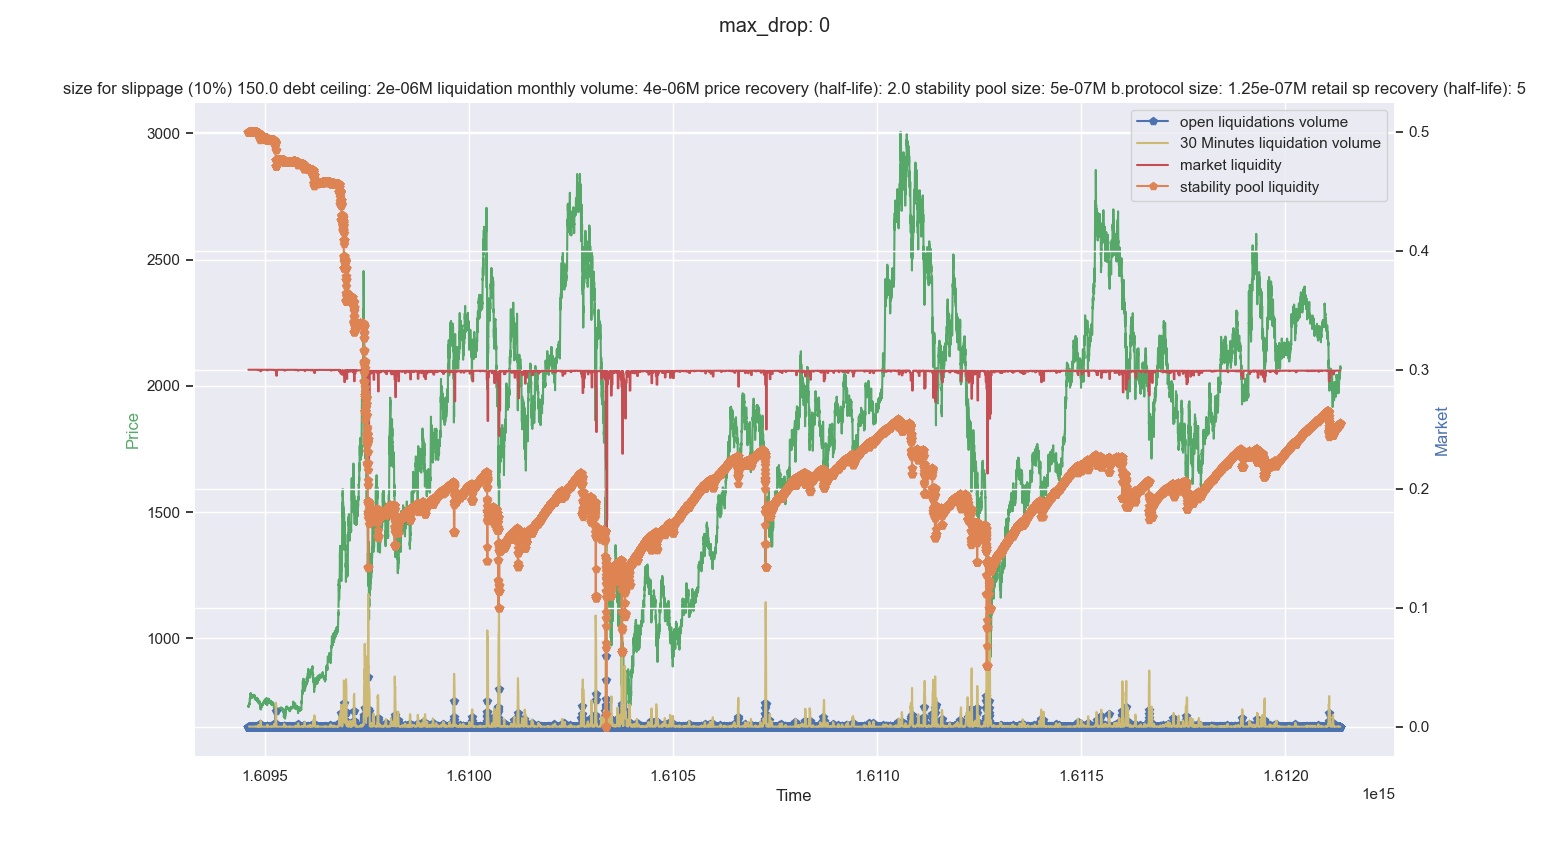 max_drop: 0
size for slippage (10%) 150.0 debt ceiling: 2e-06M liquidation monthly volume: 4e-06M price recovery (half-life): 2.0 stability pool size: 5e-07M b.protocol size: 1.25e-07M retail sp recovery (half-life): 5
open liquidations volume
30 Minutes liquidation volume
market liquidity
stability pool liquidity
3000
2500
2000
1500
1000
Price
0.5
0.4
0.3
0.2
0.1
0.0
Market
1.6095 1.6100 1.6105 1.6110 1.6115 1.6120
Time
1e15